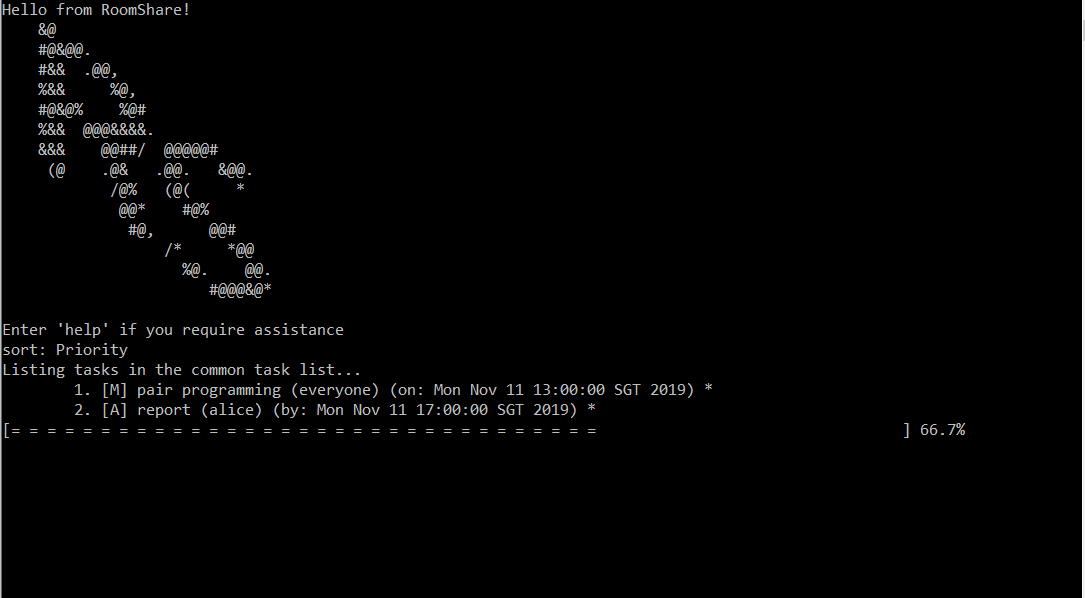 Hello from RoomShare!
    &@
    #@&@@.
    #&&  .@@,
    %&&     %@,
    #@&@%    %@#
    %&&  @@@&&&&.
    &&&    @@##/  @@@@@#
     (@    .@&   .@@.   &@@.
            /@%   (@(     *
             @@*    #@%
              #@,      @@#
                  /*     *@@
                    %@.    @@.
                       #@@@&@*
Enter 'help' if you require assistance
sort: Priority
Listing tasks in the common task list...
        1. [M] pair programming (everyone) (on: Mon Nov 11 13:00:00 SGT 2019) *
        2. [A] report (alice) (by: Mon Nov 11 17:00:00 SGT 2019) *
[= = = = = = = = = = = = = = = = = = = = = = = = = = = = = = = = =                                  ] 66.7%